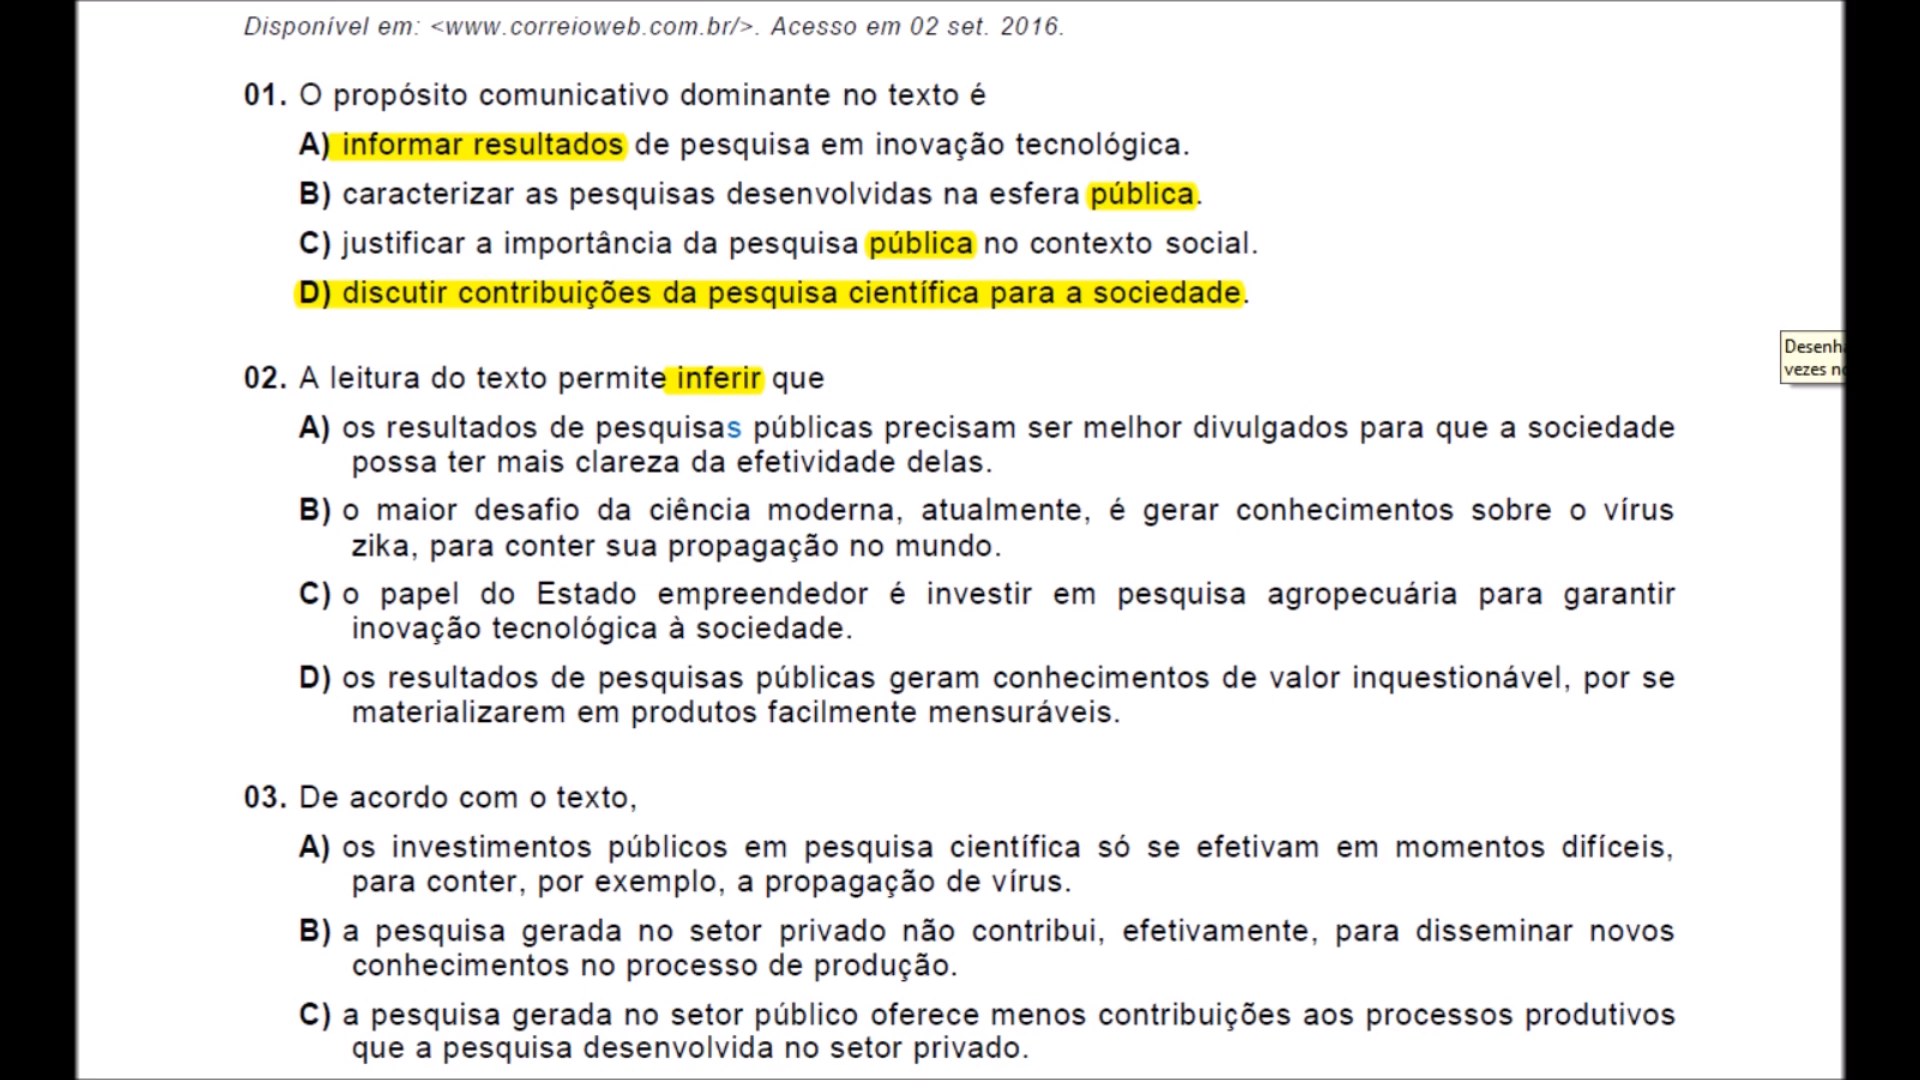 Disponível em: <www.correioweb.com.br/>. Acesso em 02 set. 2016.
01. O propósito comunicativo dominante no texto é
A) informar resultados de pesquisa em inovação tecnológica.
B) caracterizar as pesquisas desenvolvidas na esfera pública.
C) justificar a importância da pesquisa pública no contexto social.
D) discutir contribuições da pesquisa científica para a sociedade.
Desenh
vezes n
02. A leitura do texto permite inferir que
A) os resultados de pesquisas públicas precisam ser melhor divulgados para que a sociedade
possa ter mais clareza da efetividade delas.
B) o maior desafio da ciência moderna, atualmente, é gerar conhecimentos sobre o vírus
zika, para conter sua propagação no mundo.
C) o papel do Estado empreendedor é investir em pesquisa agropecuária para garantir
inovação tecnológica à sociedade.
D) os resultados de pesquisas públicas geram conhecimentos de valor inquestionável, por se
materializarem em produtos facilmente mensuráveis.
03. De acordo com o texto,
A) os investimentos públicos em pesquisa científica só se efetivam em momentos difíceis,
para conter, por exemplo, a propagação de vírus.
B) a pesquisa gerada no setor privado não contribui, efetivamente, para disseminar novos
conhecimentos no processo de produção.
C) a pesquisa gerada no setor público oferece menos contribuições aos processos produtivos
que a pesquisa desenvolvida no setor privado.